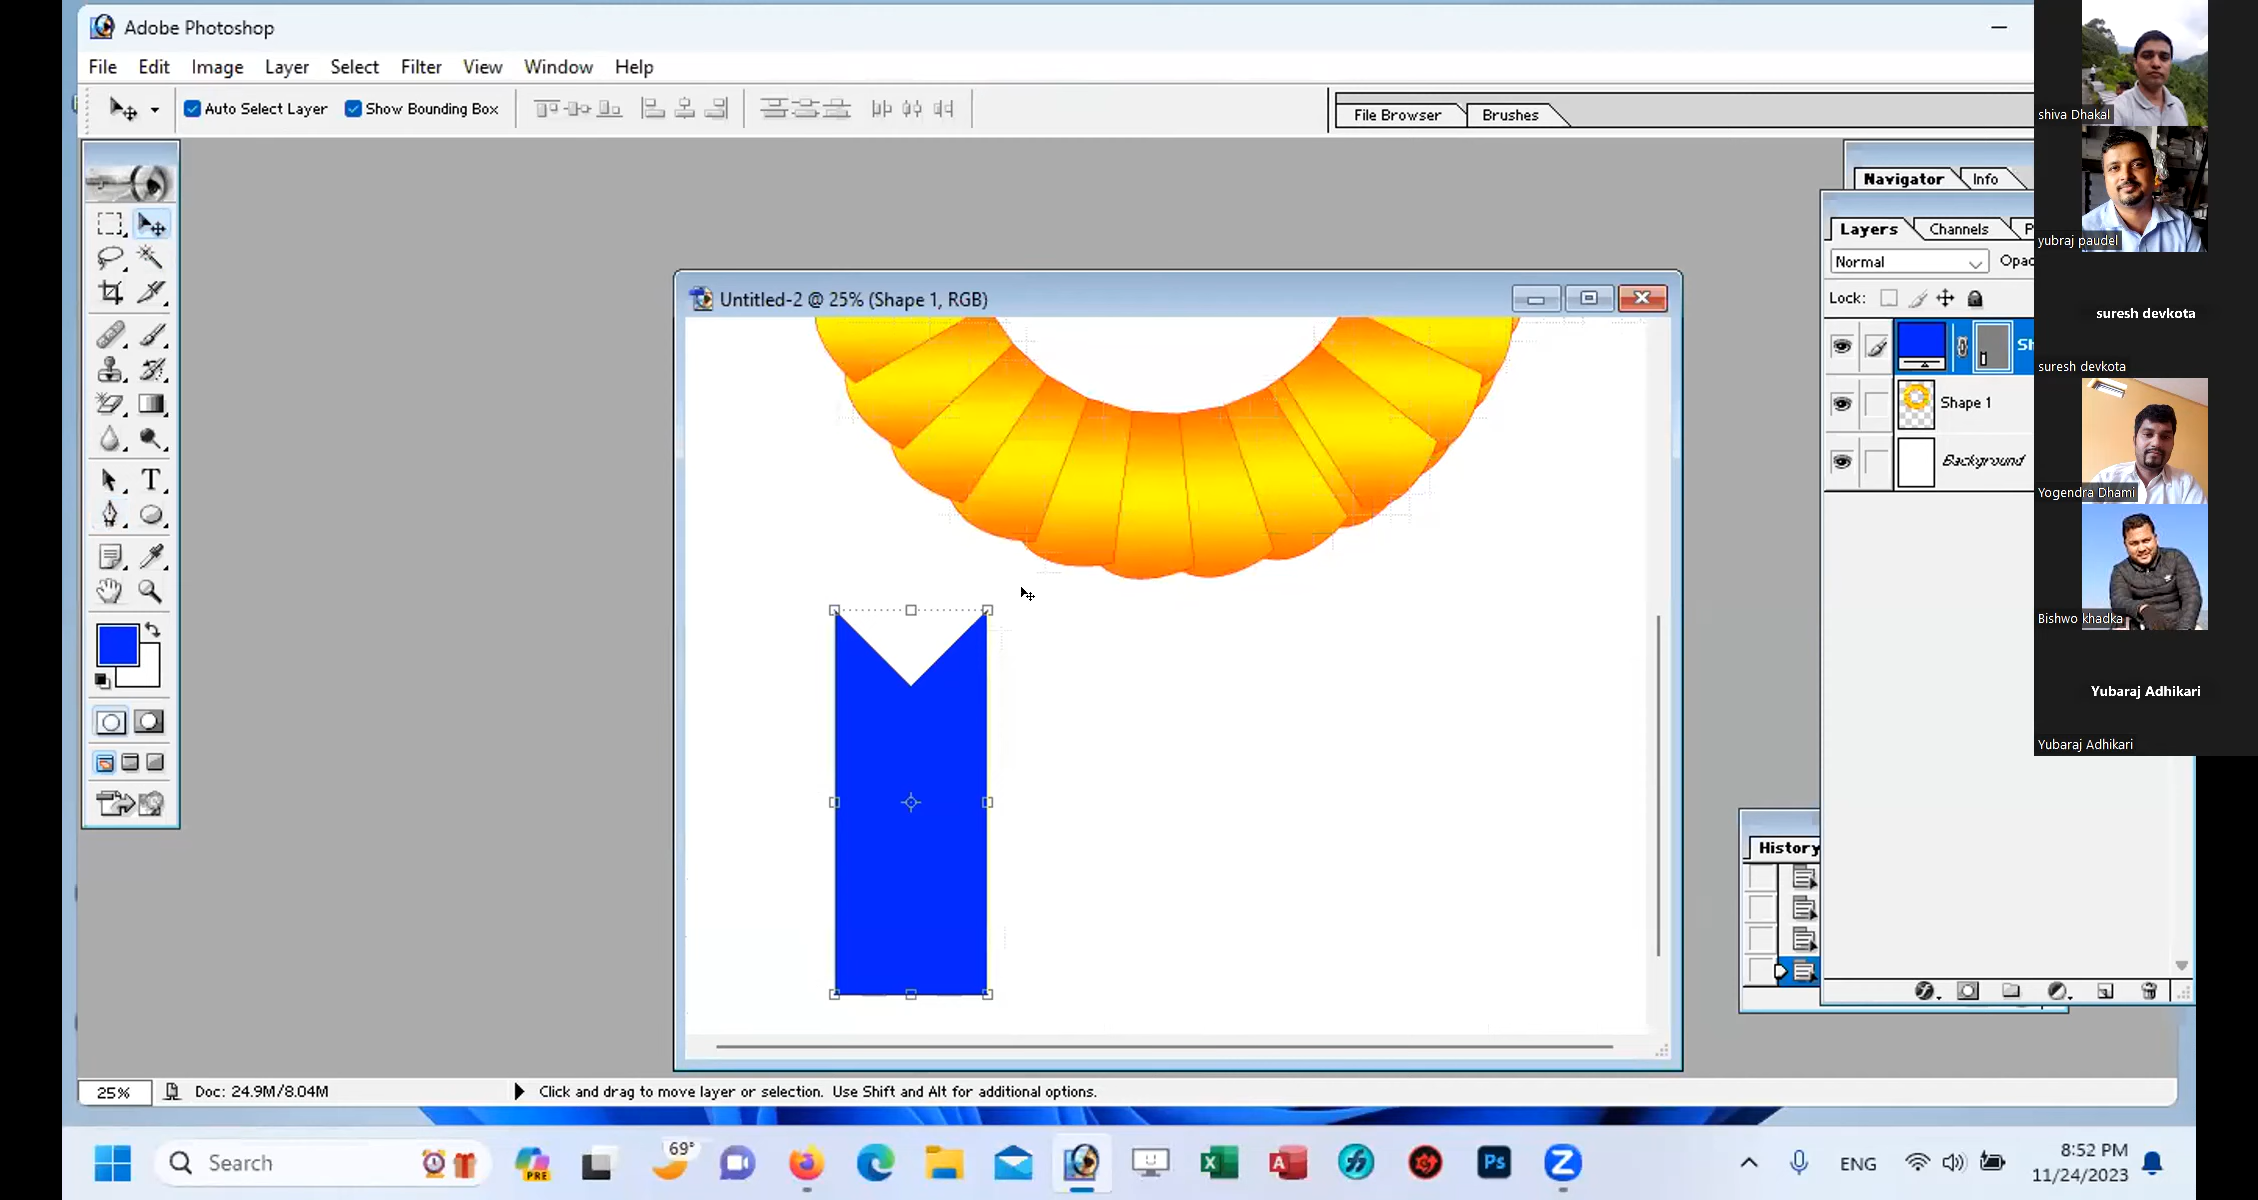 Adobe Photoshop
File Edit Image Layer Select Filter View Window Help
Auto Select Layer Show Bounding Box
File Browser Brushes
Navigator Info
Layers Channels
Normal
Lock:
Shape 1
Background
Untitled-2 @ 25% (Shape 1, RGB)
T
History
25% Doc: 24.9M/8.04M Click and drag to move layer or selection. Use Shift and Alt for additional options.
shiva Dhakal
yubraj paudel
suresh devkota
suresh devkota
Yogendra Dhami
Bishwo khadka
Yubaraj Adhikari
Yubaraj Adhikari
Search
PRE
69°
X
A
Ps
Z
ENG
8:52 PM
11/24/2023